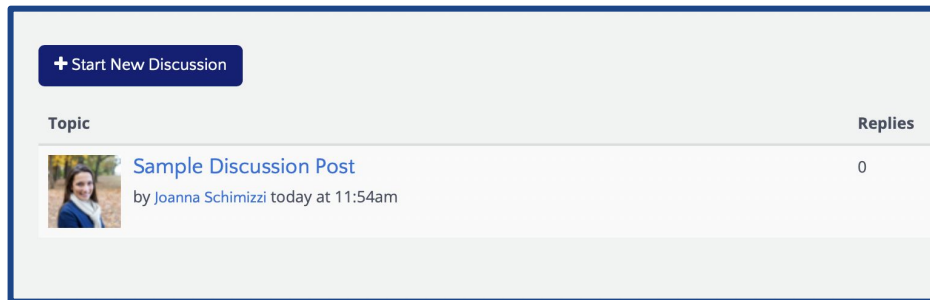 + Start New Discussion
Topic Replies
Sample Discussion Post 0
by Joanna Schimizzi today at 11:54am